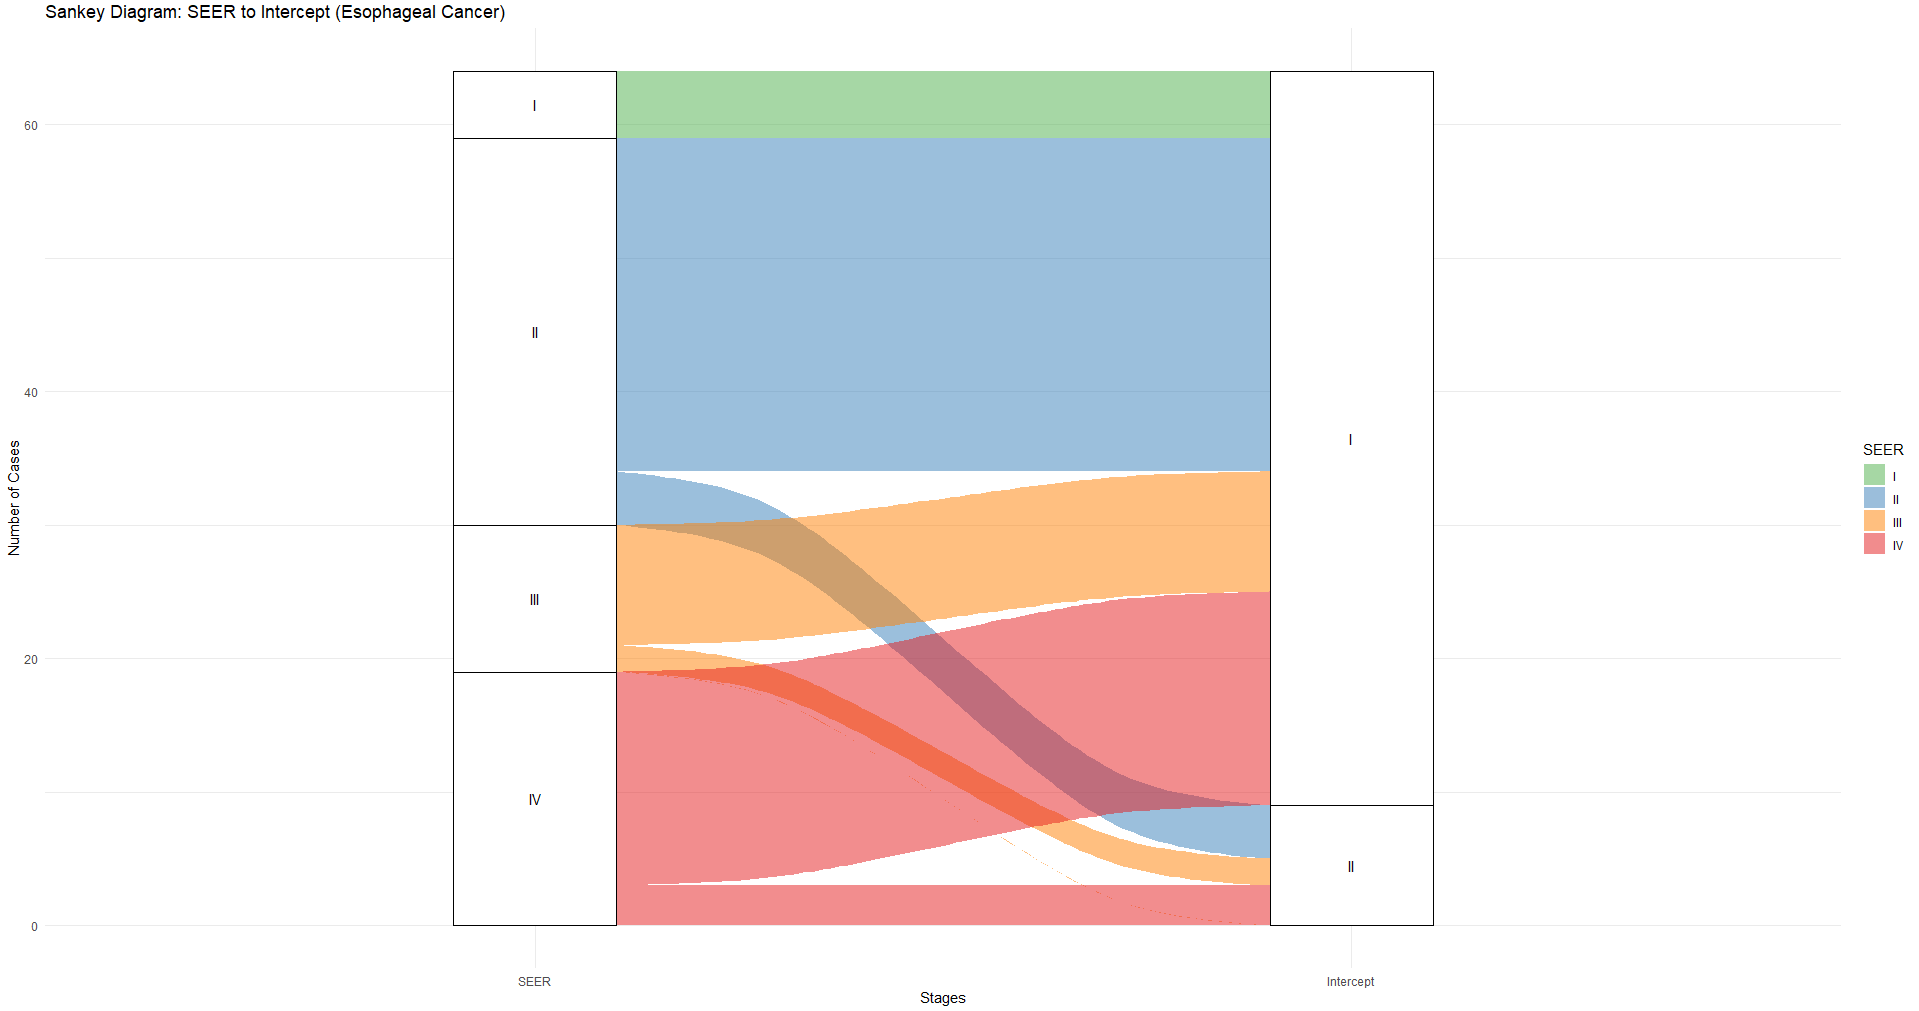 Sankey Diagram: SEER to Intercept (Esophageal Cancer)
Number of Cases
60
40
20
0
I
II
III
IV
I
II
SEER
Intercept
Stages
SEER
I
II
III
IV